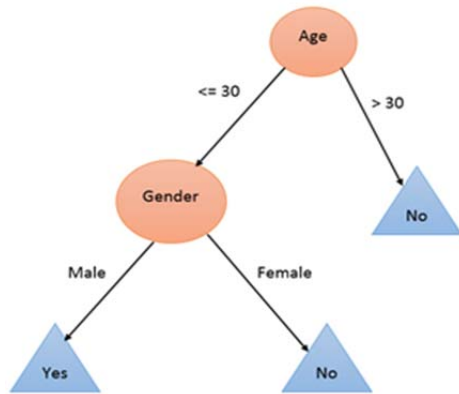 Age
<= 30
> 30
Gender
No
Male
Female
Yes
No